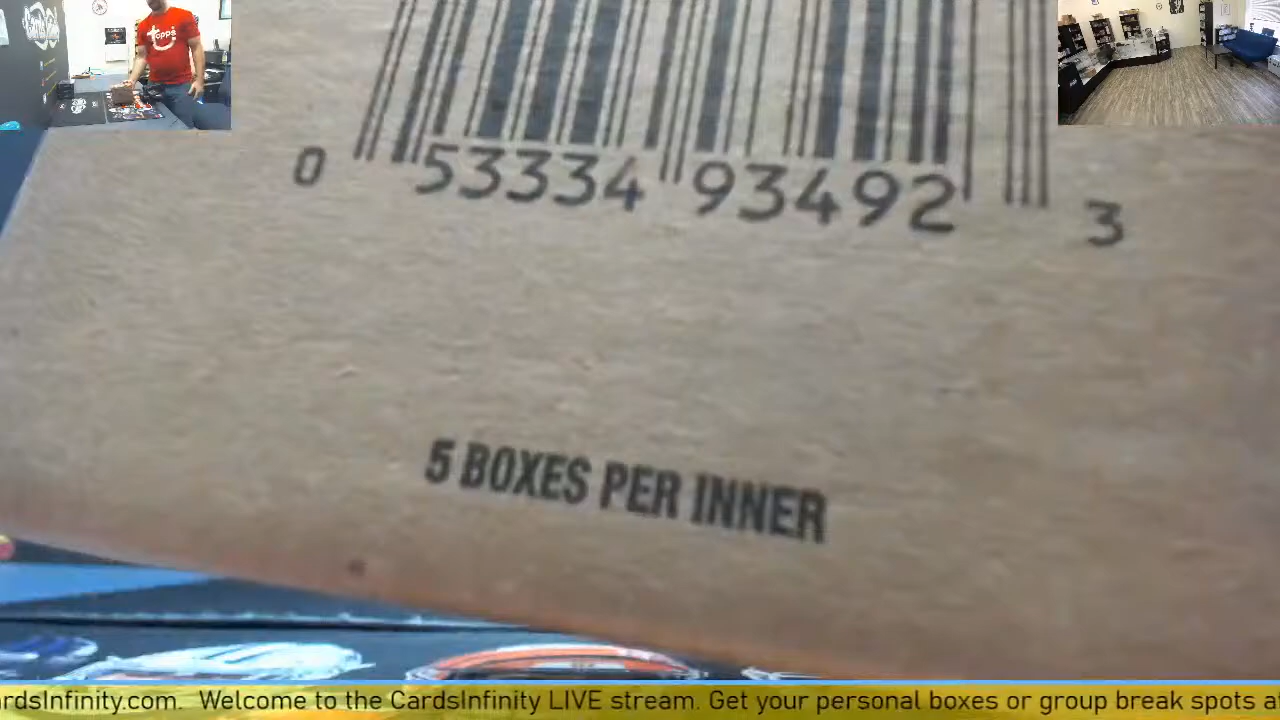 Topps
0 53334 93492 3
5 BOXES PER INNER
rdsInfinity.com. Welcome to the CardsInfinity LIVE stream. Get your personal boxes or group break spots a